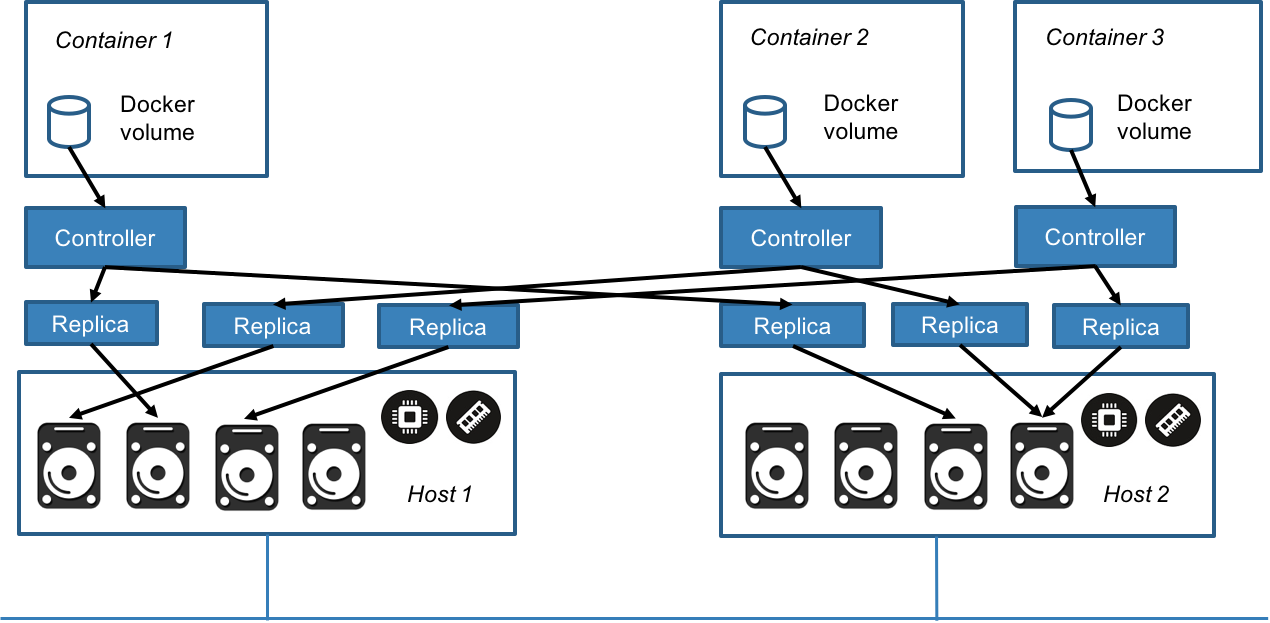 Container 1
Docker
volume
Container 2
Docker
volume
Container 3
Docker
volume
Controller
Controller
Controller
Replica
Replica
Replica
Replica
Replica
Replica
Host 1
Host 2